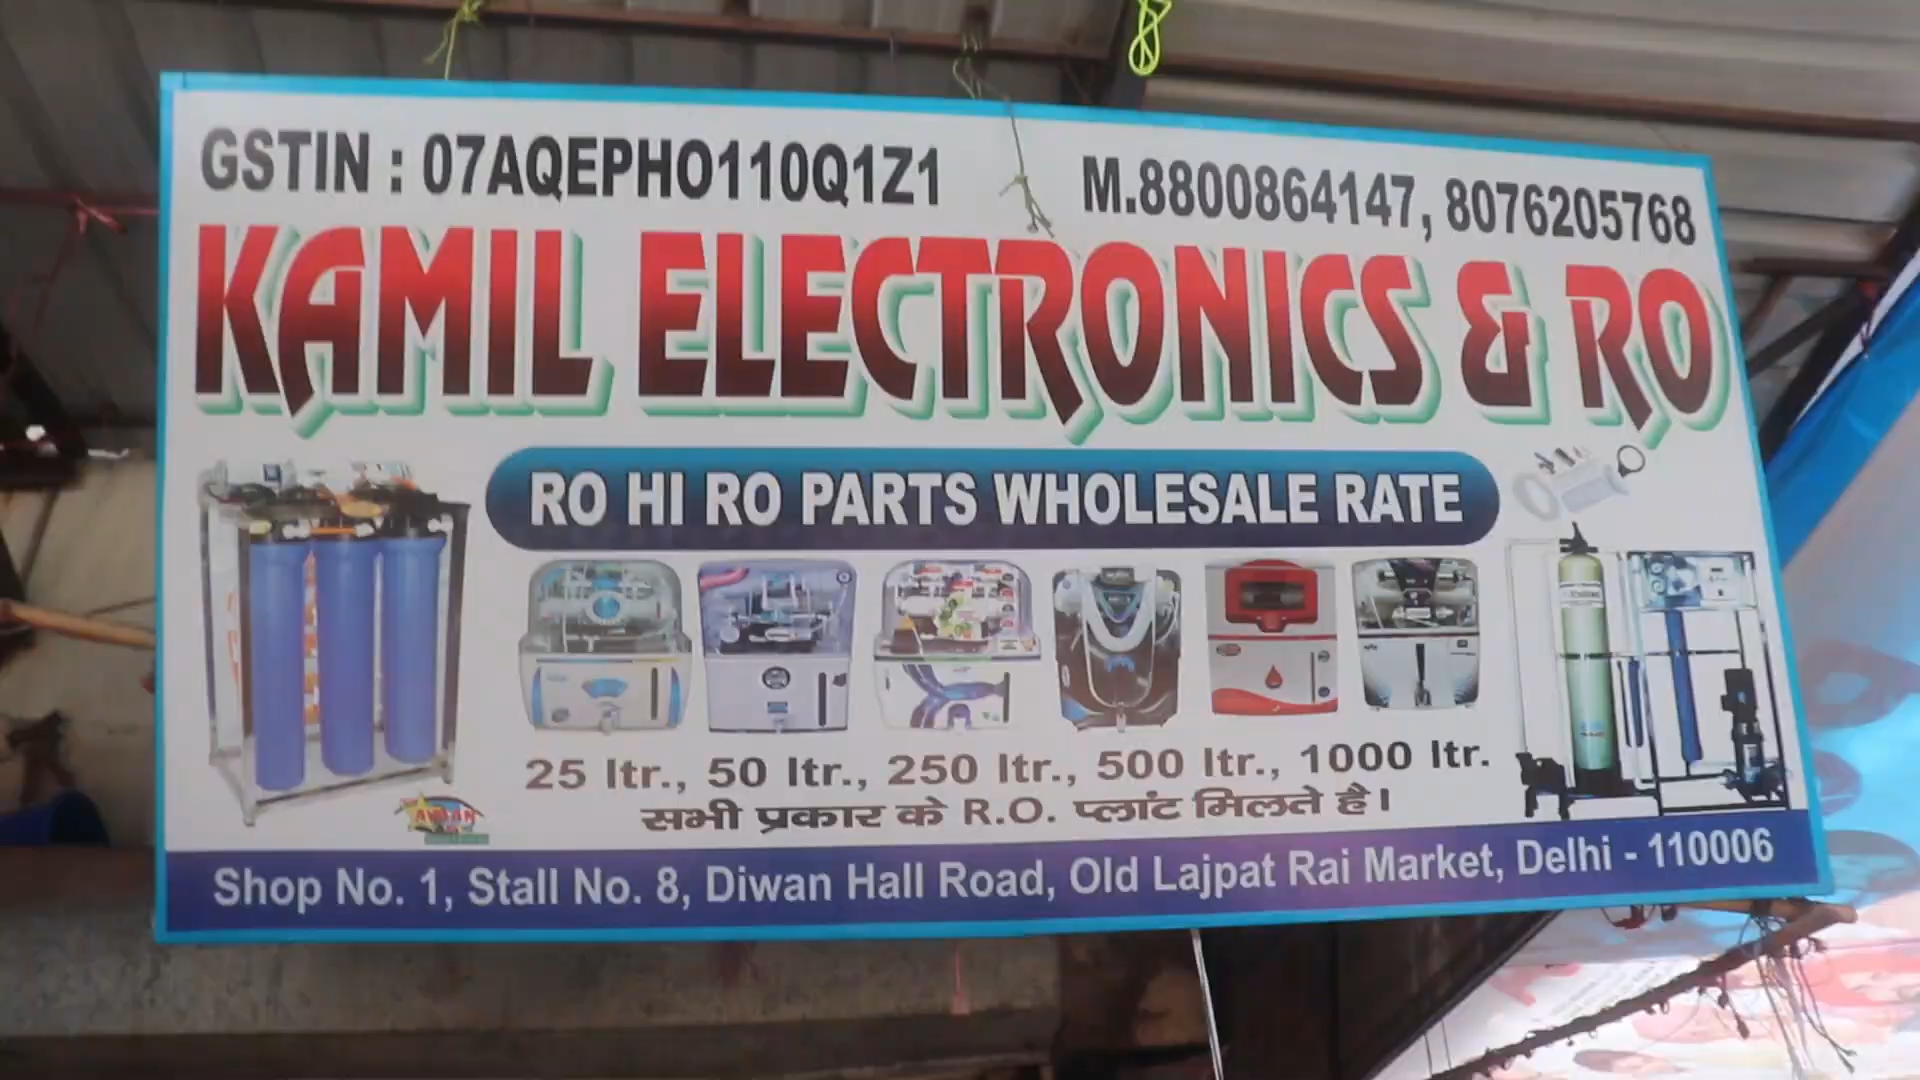 GSTIN : 07AQEPHO110Q1Z1
M.8800864147, 8076205768
KAMIL ELECTRONICS & RO
RO HI RO PARTS WHOLESALE RATE
25 ltr., 50 ltr., 250 ltr., 500 ltr., 1000 ltr.
सभी प्रकार के R.O. प्लांट मिलते है।
Shop No. 1, Stall No. 8, Diwan Hall Road, Old Lajpat Rai Market, Delhi - 110006